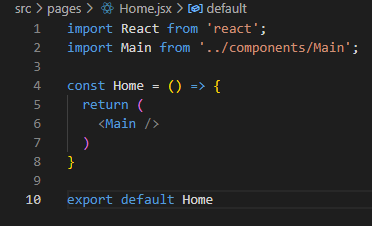 src > pages > Home.jsx > default
1 import React from 'react';
2 import Main from '../components/Main';
3
4 const Home = () => {
5   return (
6     <Main />
7   )
8 }
9
10 export default Home